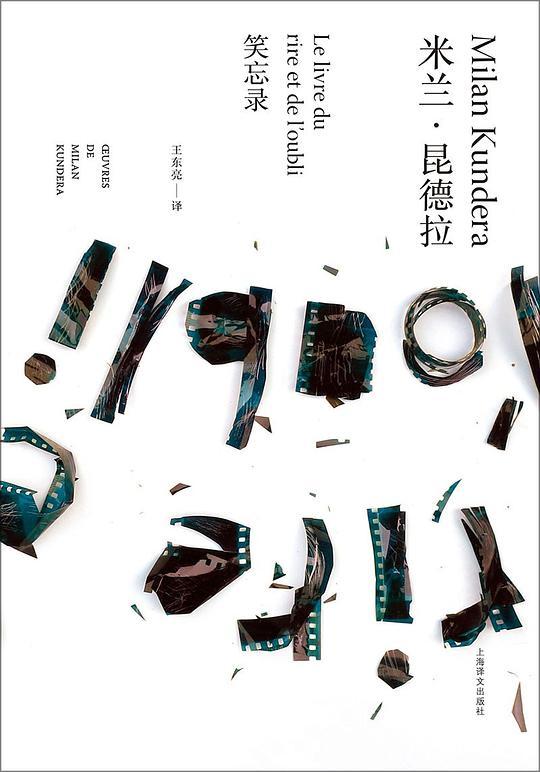 Milan Kundera
米兰·昆德拉
Le livre du
rire et de l'oubli
笑忘录
王东亮—译
ŒUVRES
DE
MILAN
KUNDERA
上海译文出版社